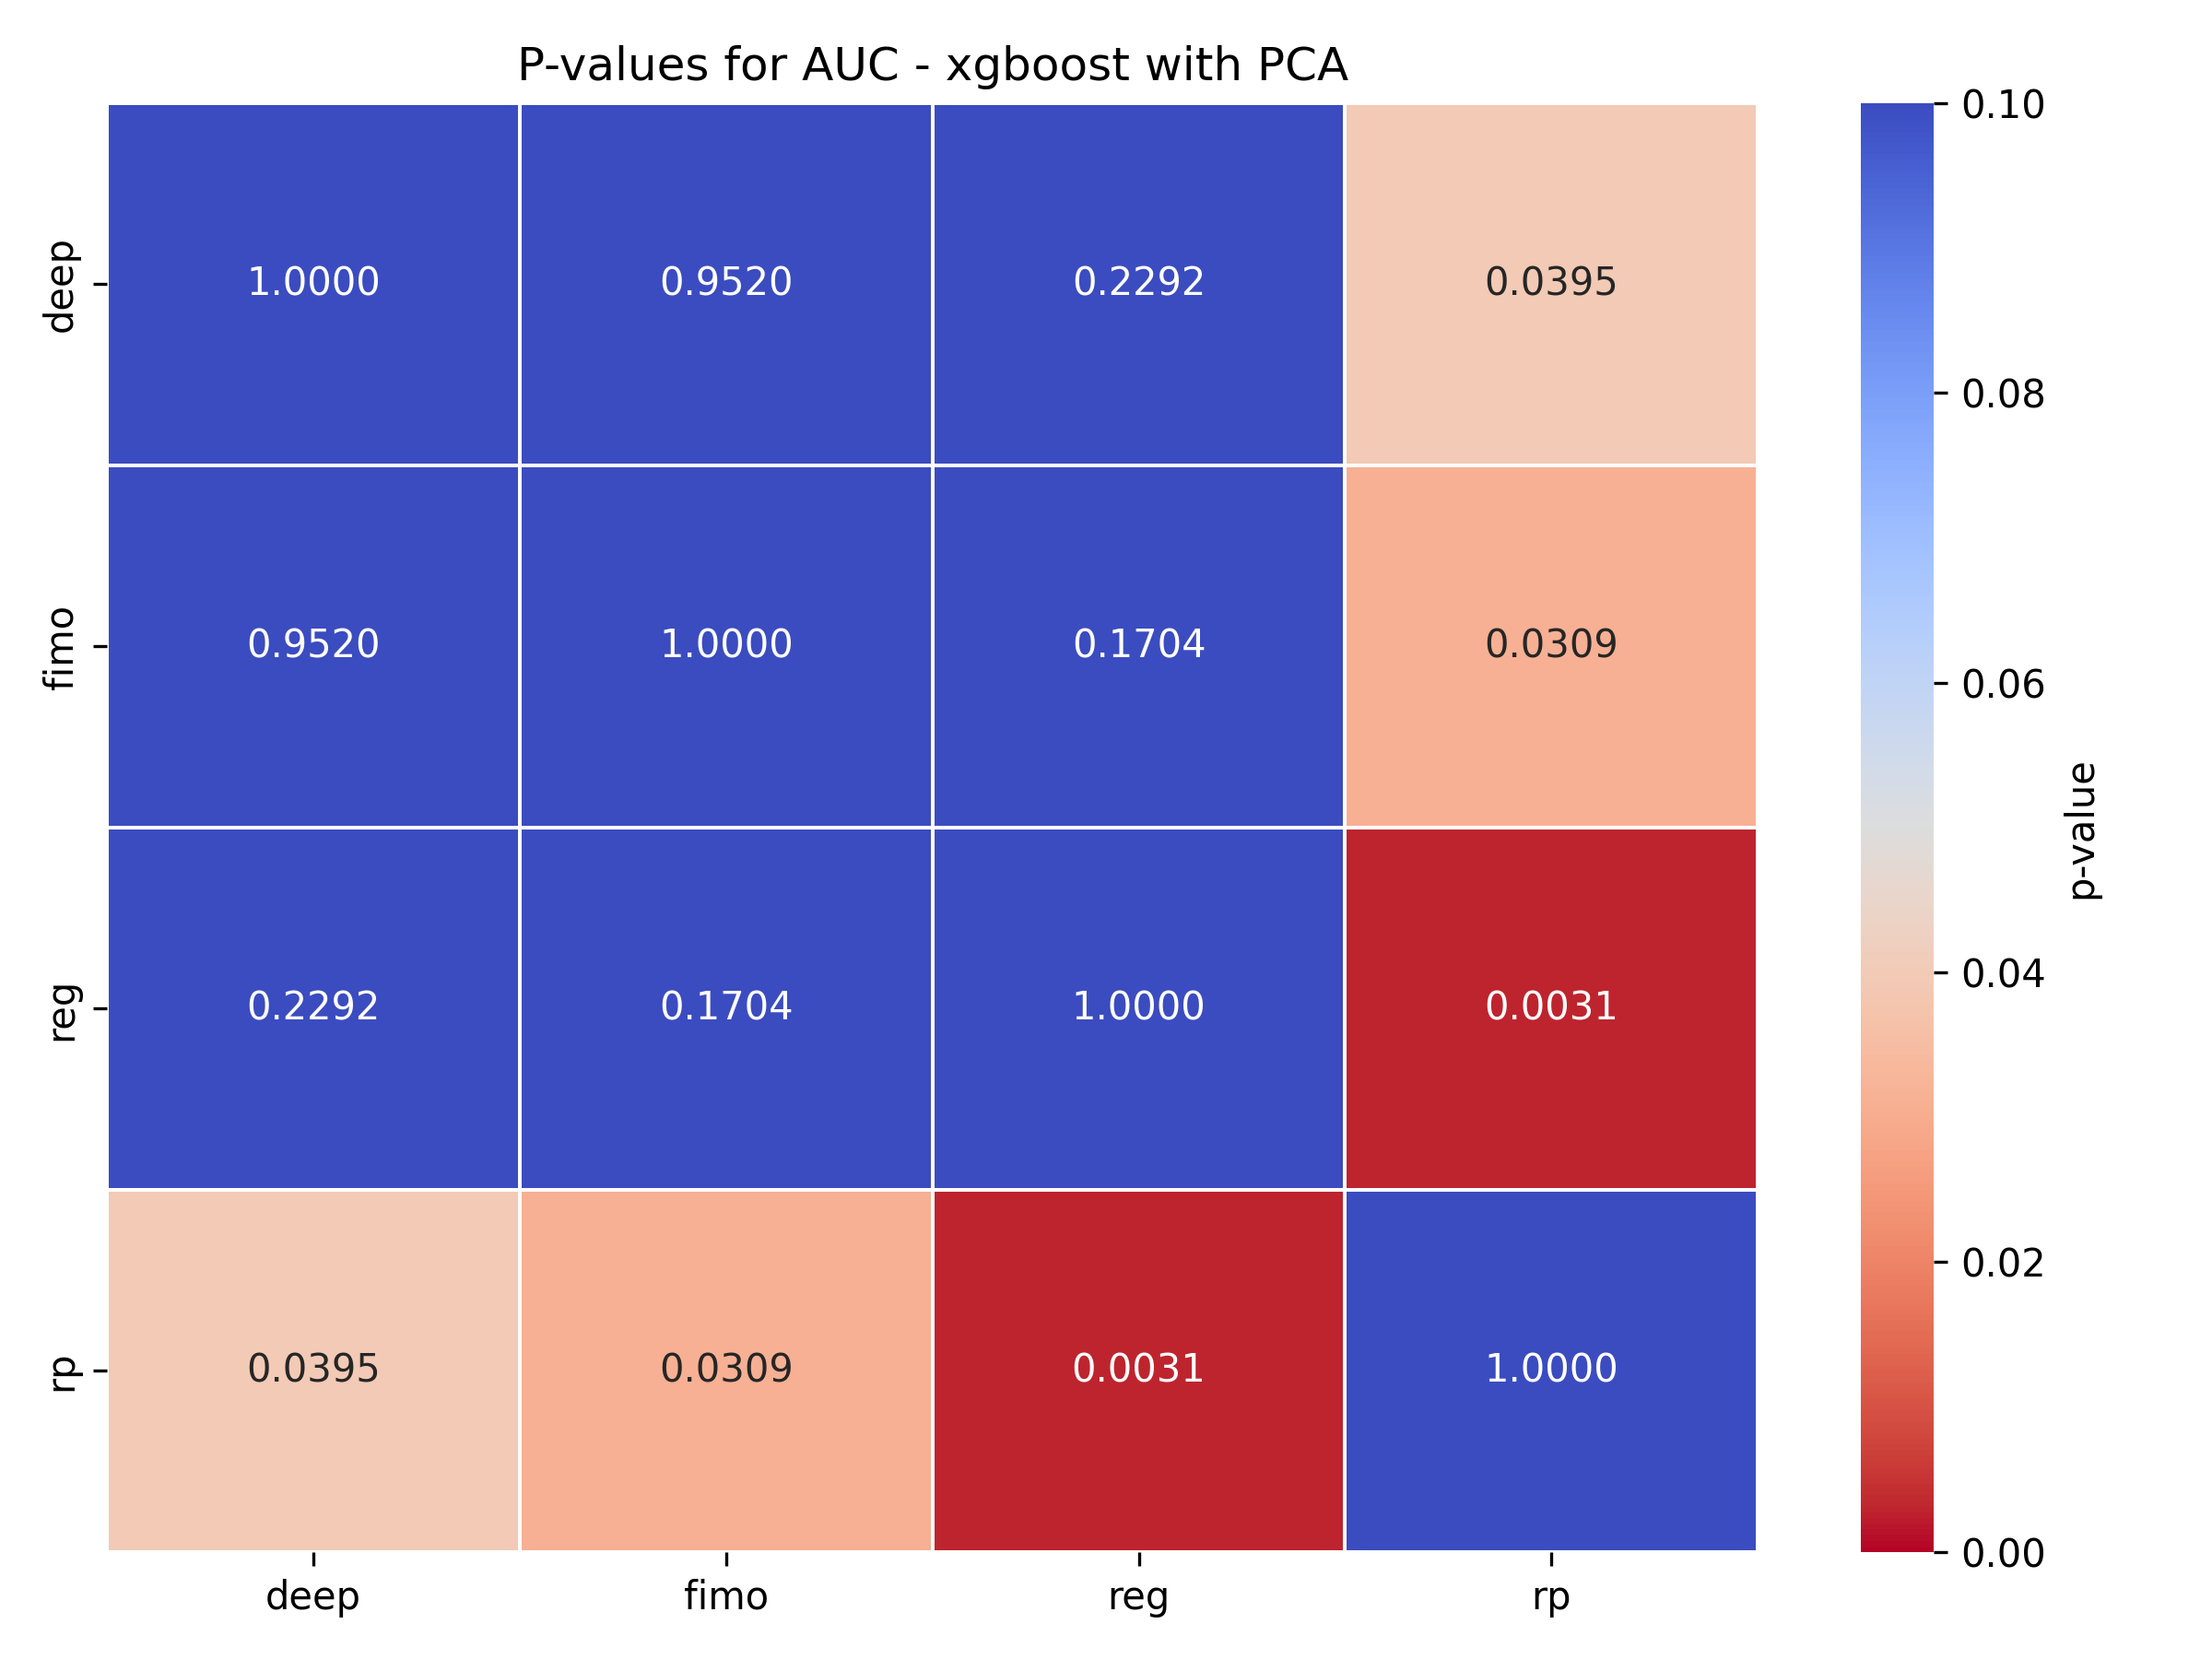 P-values for AUC - xgboost with PCA
deep
1.0000 0.9520 0.2292 0.0395
fimo
0.9520 1.0000 0.1704 0.0309
reg
0.2292 0.1704 1.0000 0.0031
rp
0.0395 0.0309 0.0031 1.0000
deep fimo reg rp
0.10
0.08
0.06
0.04
0.02
0.00
p-value